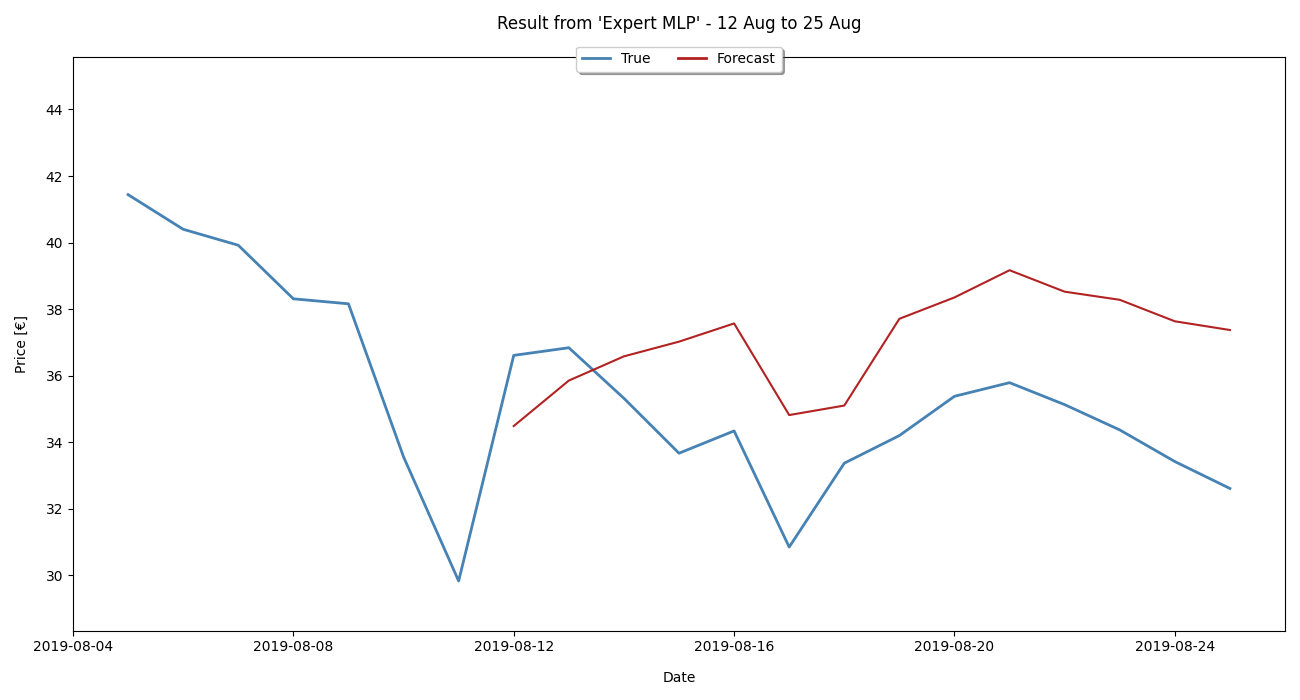 Result from 'Expert MLP' - 12 Aug to 25 Aug
True Forecast
44
42
40
38
36
34
32
30
Price [€]
2019-08-04 2019-08-08 2019-08-12 2019-08-16 2019-08-20 2019-08-24
Date